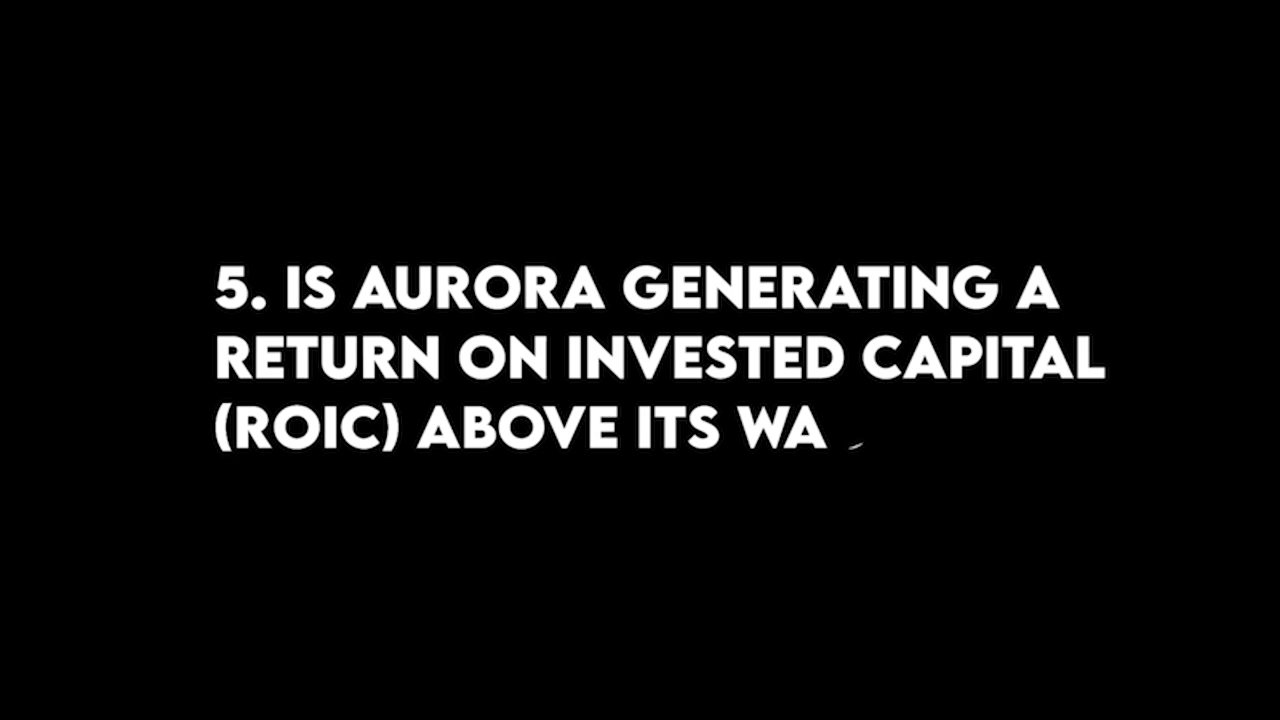 5. IS AURORA GENERATING A
RETURN ON INVESTED CAPITAL
(ROIC) ABOVE ITS WA